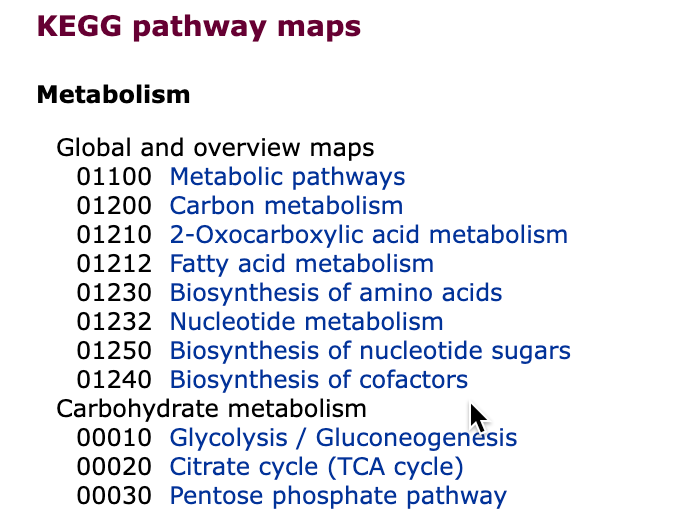 KEGG pathway maps
Metabolism
Global and overview maps
01100 Metabolic pathways
01200 Carbon metabolism
01210 2-Oxocarboxylic acid metabolism
01212 Fatty acid metabolism
01230 Biosynthesis of amino acids
01232 Nucleotide metabolism
01250 Biosynthesis of nucleotide sugars
01240 Biosynthesis of cofactors
Carbohydrate metabolism
00010 Glycolysis / Gluconeogenesis
00020 Citrate cycle (TCA cycle)
00030 Pentose phosphate pathway